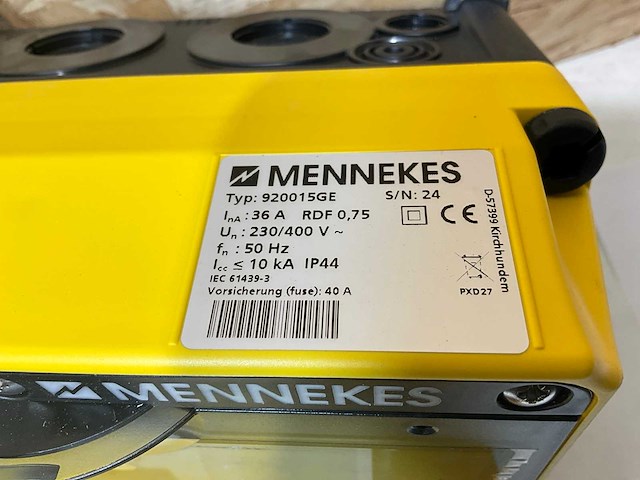 MENNEKES
Typ: 920015GE S/N: 24
InA : 36 A RDF 0,75
Un : 230/400 V ~
fn : 50 Hz
Icc ≤ 10 kA IP44
IEC 61439-3
Vorsicherung (fuse): 40 A
CE
D-57399 Kirchhundem
PXD27
MENNEKES